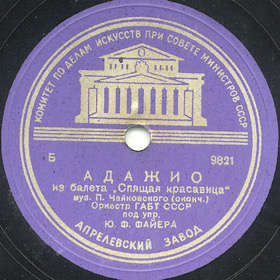 КОМИТЕТ ПО ДЕЛАМ ИСКУССТВ ПРИ СОВЕТЕ МИНИСТРОВ СССР
Б 9821
АДАЖИО
из балета „Спящая красавица“
муз. П. Чайковского (оконч.)
Оркестр ГАБТ СССР
под упр.
Ю. Ф. ФАЙЕРА
АПРЕЛЕВСКИЙ ЗАВОД